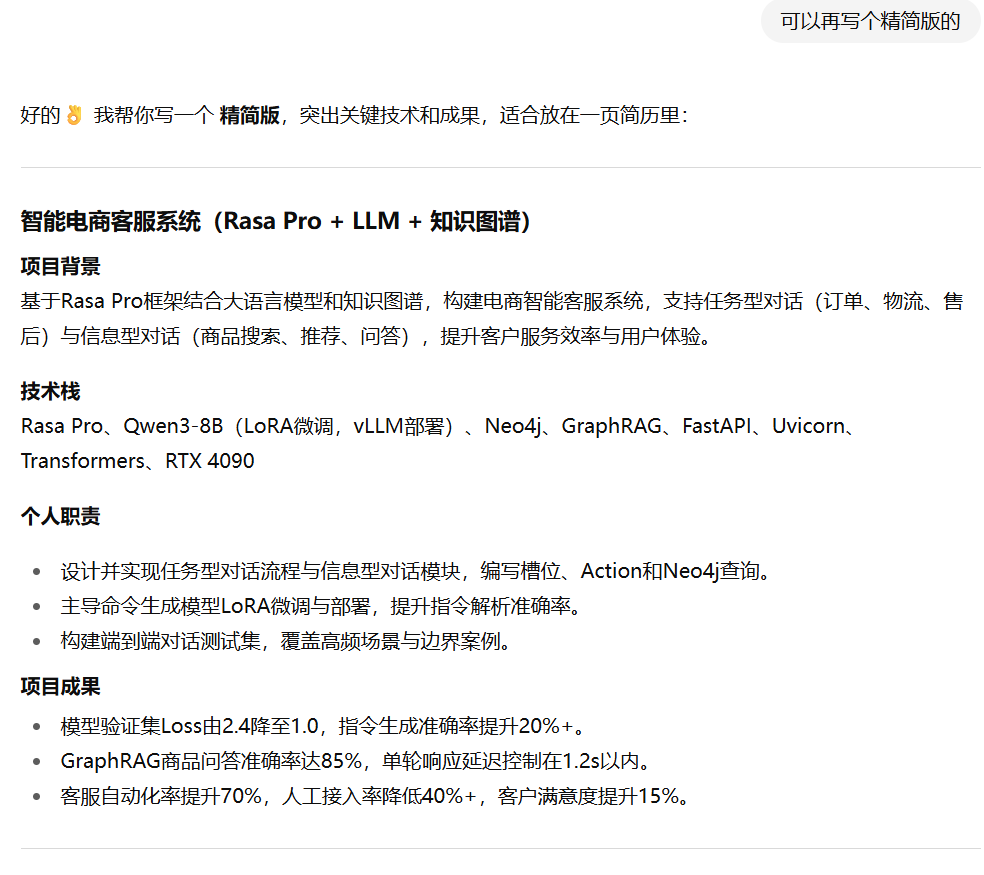 可以再写个精简版的
好的👌 我帮你写一个 精简版，突出关键技术和成果，适合放在一页简历里：
智能电商客服系统（Rasa Pro + LLM + 知识图谱）
项目背景
基于Rasa Pro框架结合大语言模型和知识图谱，构建电商智能客服系统，支持任务型对话（订单、物流、售
后）与信息型对话（商品搜索、推荐、问答），提升客户服务效率与用户体验。
技术栈
Rasa Pro、Qwen3-8B（LoRA微调，vLLM部署）、Neo4j、GraphRAG、FastAPI、Uvicorn、
Transformers、RTX 4090
个人职责
• 设计并实现任务型对话流程与信息型对话模块，编写槽位、Action和Neo4j查询。
• 主导命令生成模型LoRA微调与部署，提升指令解析准确率。
• 构建端到端对话测试集，覆盖高频场景与边界案例。
项目成果
• 模型验证集Loss由2.4降至1.0，指令生成准确率提升20%+。
• GraphRAG商品问答准确率达85%，单轮响应延迟控制在1.2s以内。
• 客服自动化率提升70%，人工接入率降低40%+，客户满意度提升15%。